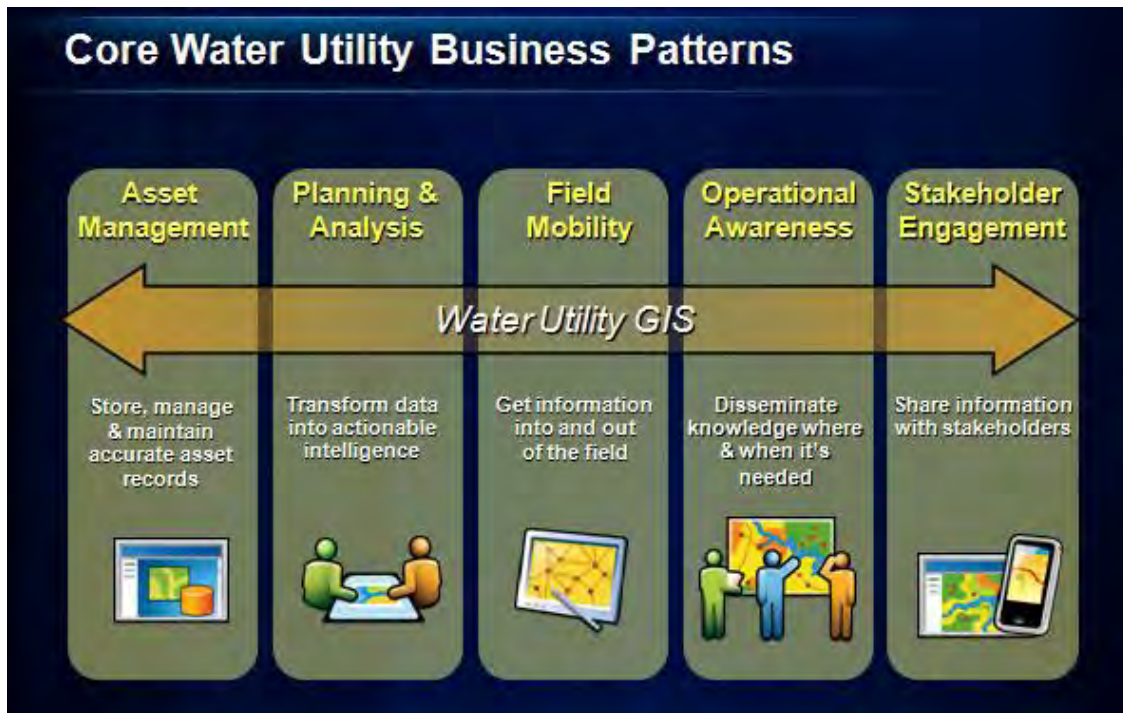 Core Water Utility Business Patterns
Asset
Management
Planning &
Analysis
Field
Mobility
Operational
Awareness
Stakeholder
Engagement
Water Utility GIS
Store, manage
& maintain
accurate asset
records
Transform data
into actionable
intelligence
Get information
into and out
of the field
Disseminate
knowledge where
& when it's
needed
Share information
with stakeholders